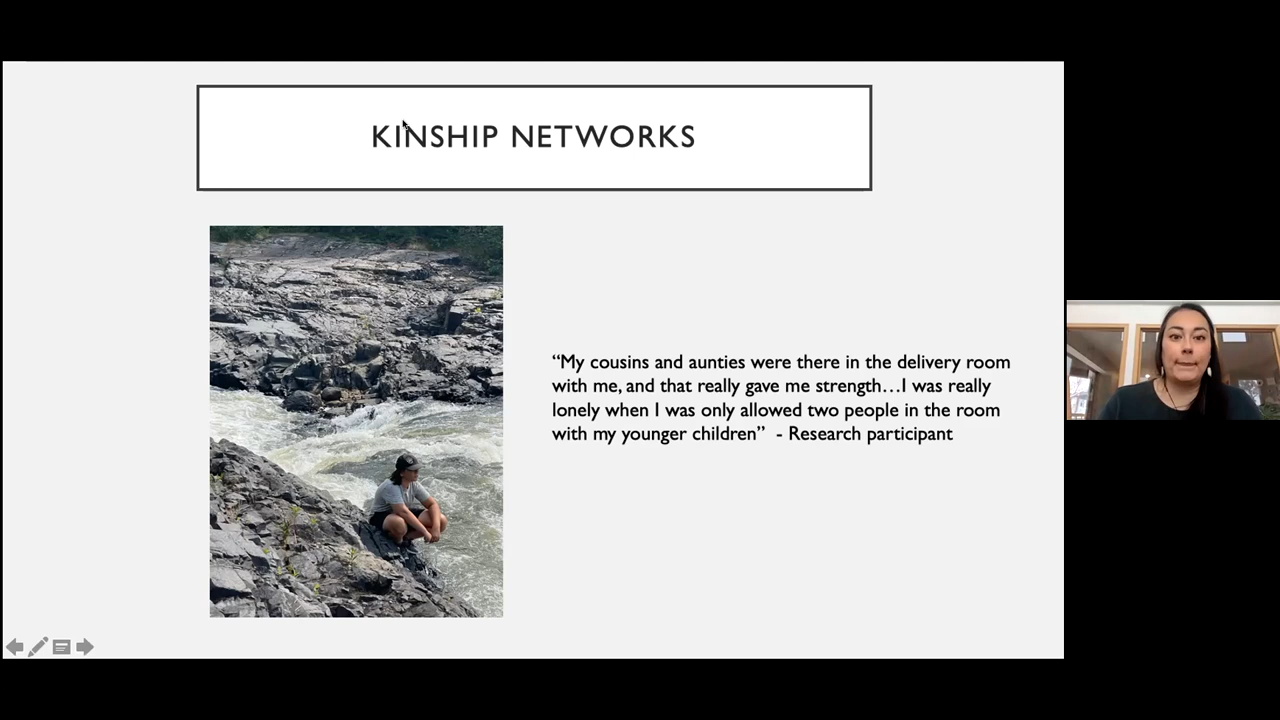 KINSHIP NETWORKS
“My cousins and aunties were there in the delivery room
with me, and that really gave me strength…I was really
lonely when I was only allowed two people in the room
with my younger children”  - Research participant